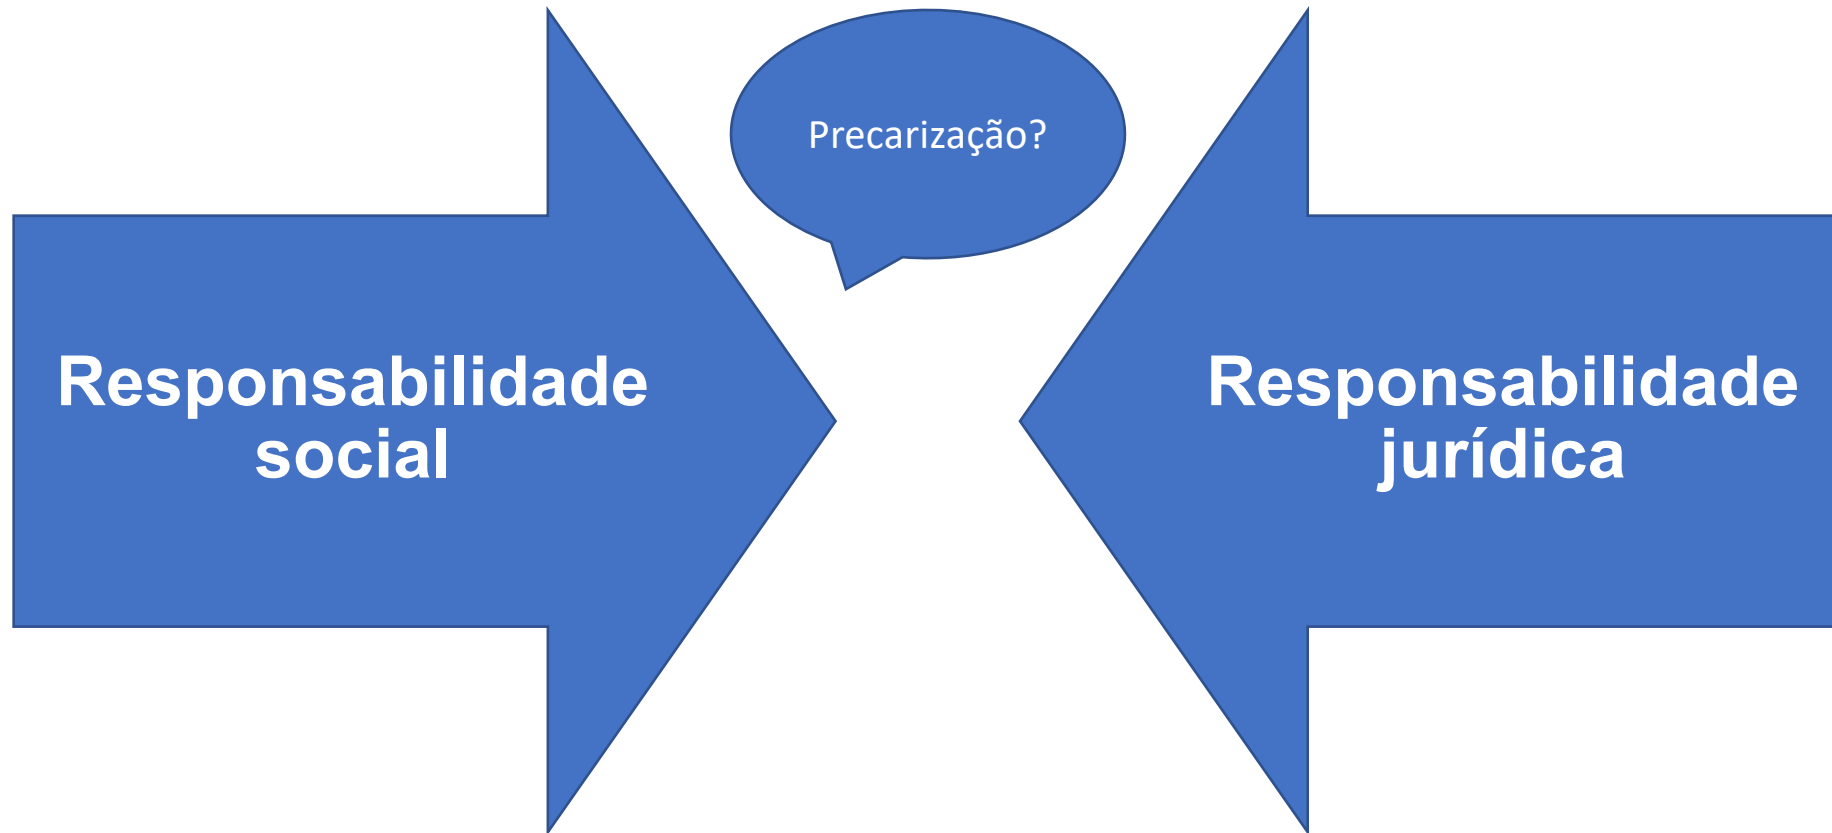 Precarização?
Responsabilidade
social
Responsabilidade
jurídica